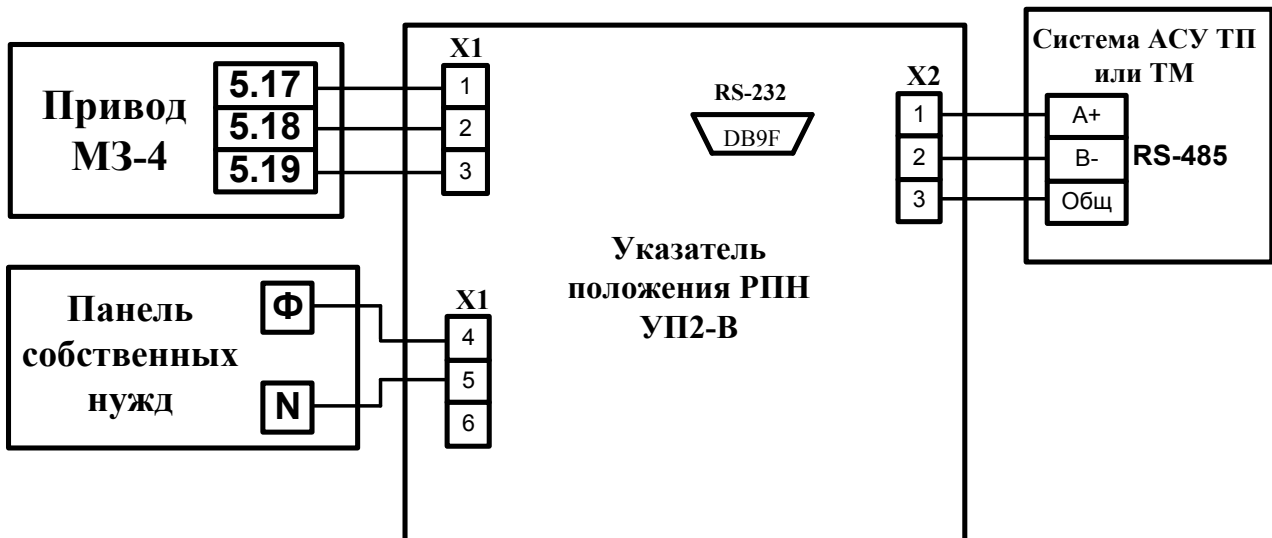 Привод
МЗ-4
5.17
5.18
5.19
X1
1
2
3
Панель
собственных
нужд
Ф
N
X1
4
5
6
RS-232
DB9F
Указатель
положения РПН
УП2-В
X2
1
2
3
Система АСУ ТП
или ТМ
A+
B-
Общ
RS-485